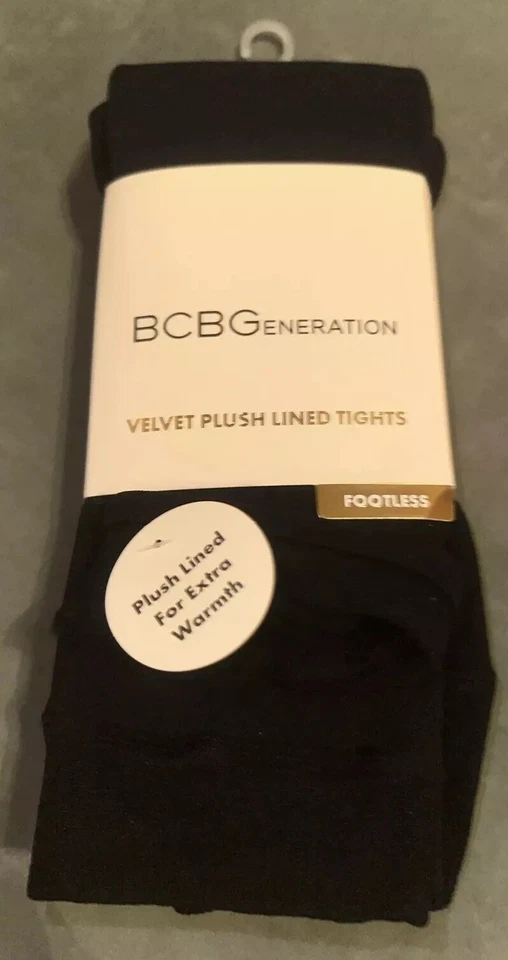 BCBGENERATION
VELVET PLUSH LINED TIGHTS
FOOTLESS
Plush Lined
For Extra
Warmth